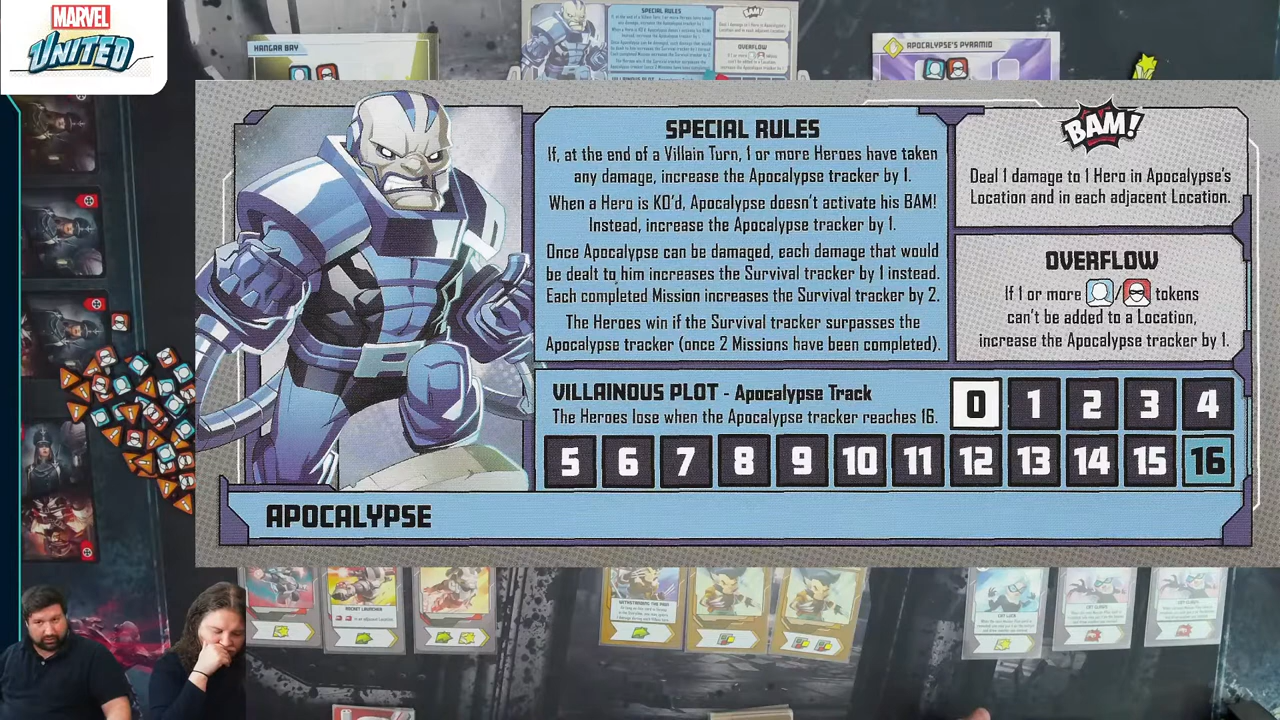 MARVEL
UNITED
SPECIAL RULES
HANGAR BAY
BAM!
OVERFLOW
APOCALYPSE'S PYRAMID
SPECIAL RULES
If, at the end of a Villain Turn, 1 or more Heroes have taken
any damage, increase the Apocalypse tracker by 1.
When a Hero is KO'd, Apocalypse doesn't activate his BAM!
Instead, increase the Apocalypse tracker by 1.
Once Apocalypse can be damaged, each damage that would
be dealt to him increases the Survival tracker by 1 instead.
Each completed Mission increases the Survival tracker by 2.
The Heroes win if the Survival tracker surpasses the
Apocalypse tracker (once 2 Missions have been completed).
BAM!
Deal 1 damage to 1 Hero in Apocalypse's
Location and in each adjacent Location.
OVERFLOW
If 1 or more / tokens
can't be added to a Location,
increase the Apocalypse tracker by 1.
VILLAINOUS PLOT - Apocalypse Track
The Heroes lose when the Apocalypse tracker reaches 16.
0 1 2 3 4
5 6 7 8 9 10 11 12 13 14 15 16
APOCALYPSE
ROCKET LAUNCHER